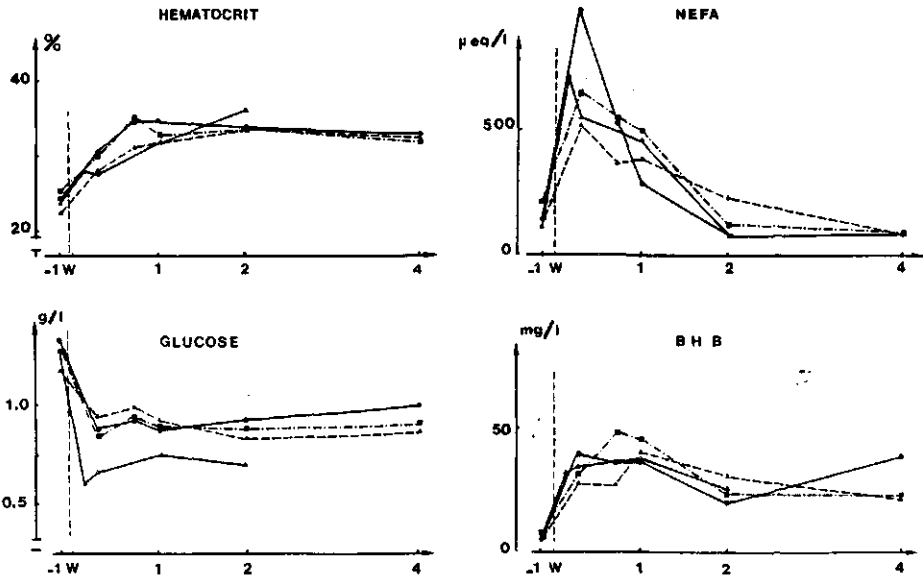 HEMATOCRIT
%
40
20
-1 W 1 2 4
NEFA
µeq/l
500
0
-1 W 1 2 4
GLUCOSE
g/l
1.0
0.5
-1 W 1 2 4
BHB
mg/l
50
0
-1 W 1 2 4